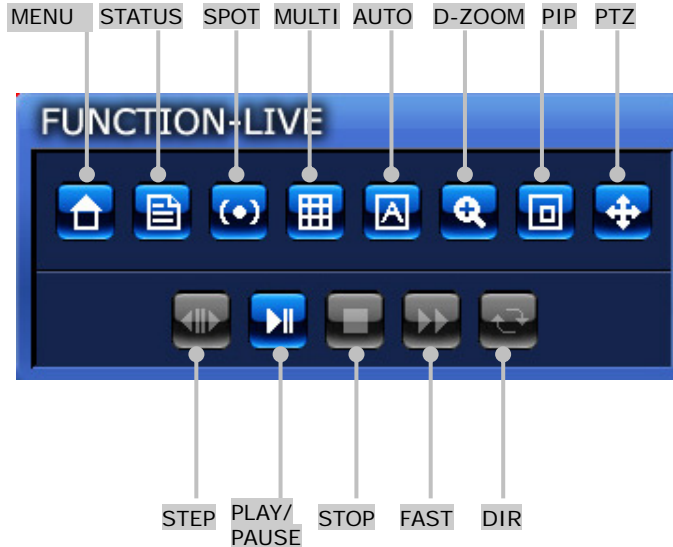 MENU STATUS SPOT MULTI AUTO D-ZOOM PIP PTZ
FUNCTION-LIVE
A
STEP PLAY/ STOP FAST DIR
PAUSE